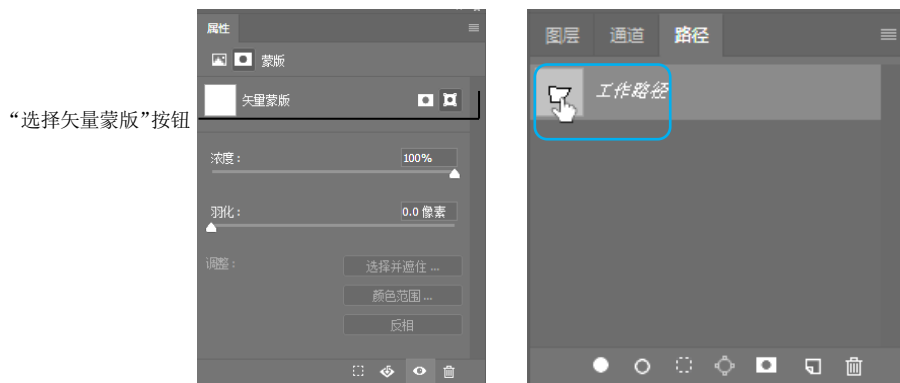 属性
蒙版
矢量蒙版
“选择矢量蒙版”按钮
浓度：
100%
羽化：
0.0 像素
调整：
选择并遮住 ...
颜色范围 ...
反相
图层
通道
路径
工作路径